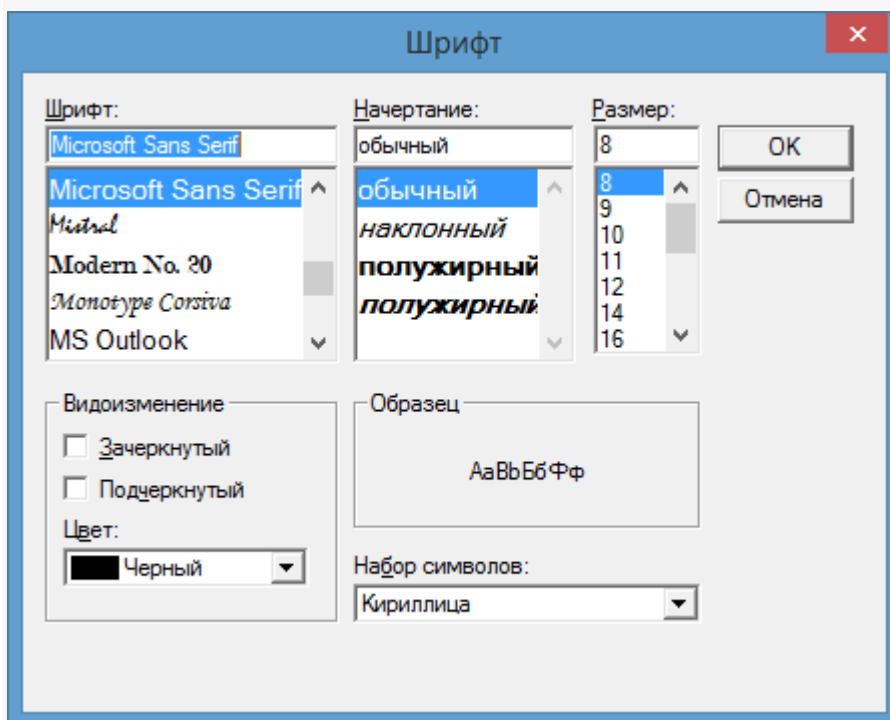 Шрифт
Шрифт:
Начертание:
Размер:
Microsoft Sans Serif
обычный
8
OK
Отмена
Microsoft Sans Serif
Mistral
Modern No. 20
Monotype Corsiva
MS Outlook
обычный
наклонный
полужирный
полужирный
8
9
10
11
12
14
16
Видоизменение
Зачеркнутый
Подчеркнутый
Цвет:
Черный
Образец
АаBbБбФф
Набор символов:
Кириллица